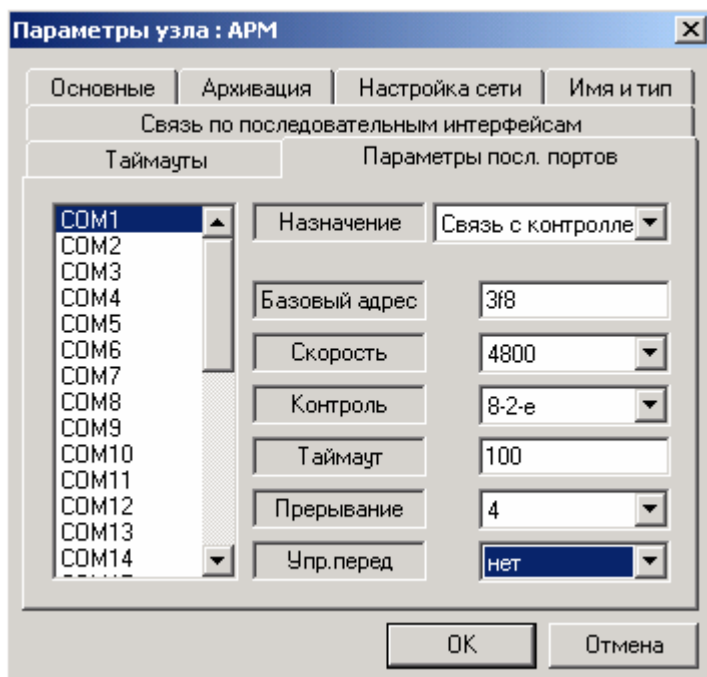 Параметры узла : АРМ
Основные Архивация Настройка сети Имя и тип
Связь по последовательным интерфейсам
Таймауты Параметры посл. портов
COM1
COM2
COM3
COM4
COM5
COM6
COM7
COM8
COM9
COM10
COM11
COM12
COM13
COM14
Назначение Связь с контролле
Базовый адрес 3f8
Скорость 4800
Контроль 8-2-е
Таймаут 100
Прерывание 4
Упр.перед нет
OK Отмена